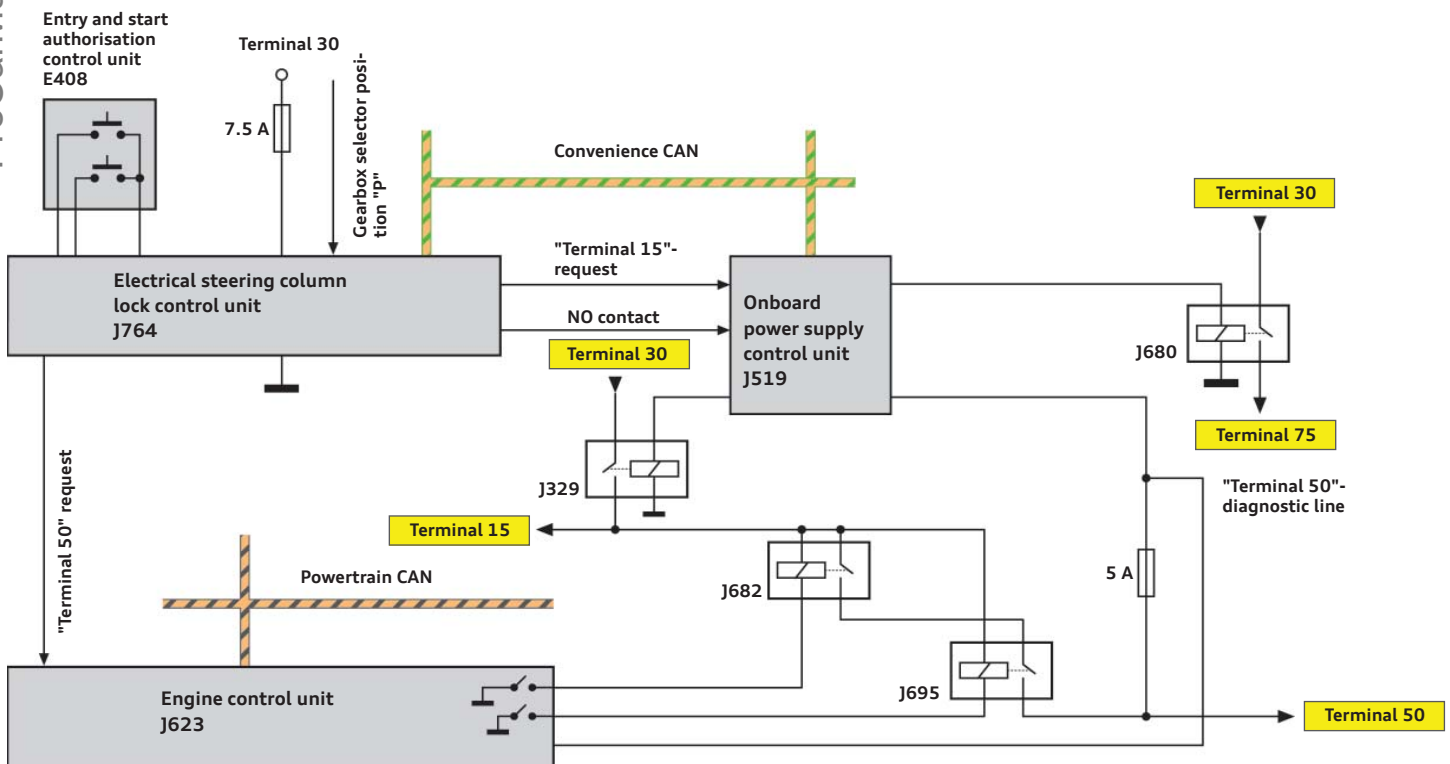 Entry and start
authorisation
control unit
E408
Terminal 30
7.5 A
Gearbox selector posi-
tion "P"
Convenience CAN
Terminal 30
"Terminal 15"-
request
Electrical steering column
lock control unit
J764
NO contact
Onboard
power supply
control unit
J519
Terminal 30
J680
Terminal 75
J329
"Terminal 50"-
diagnostic line
"Terminal 50" request
Terminal 15
Powertrain CAN
J682
5 A
Engine control unit
J623
J695
Terminal 50